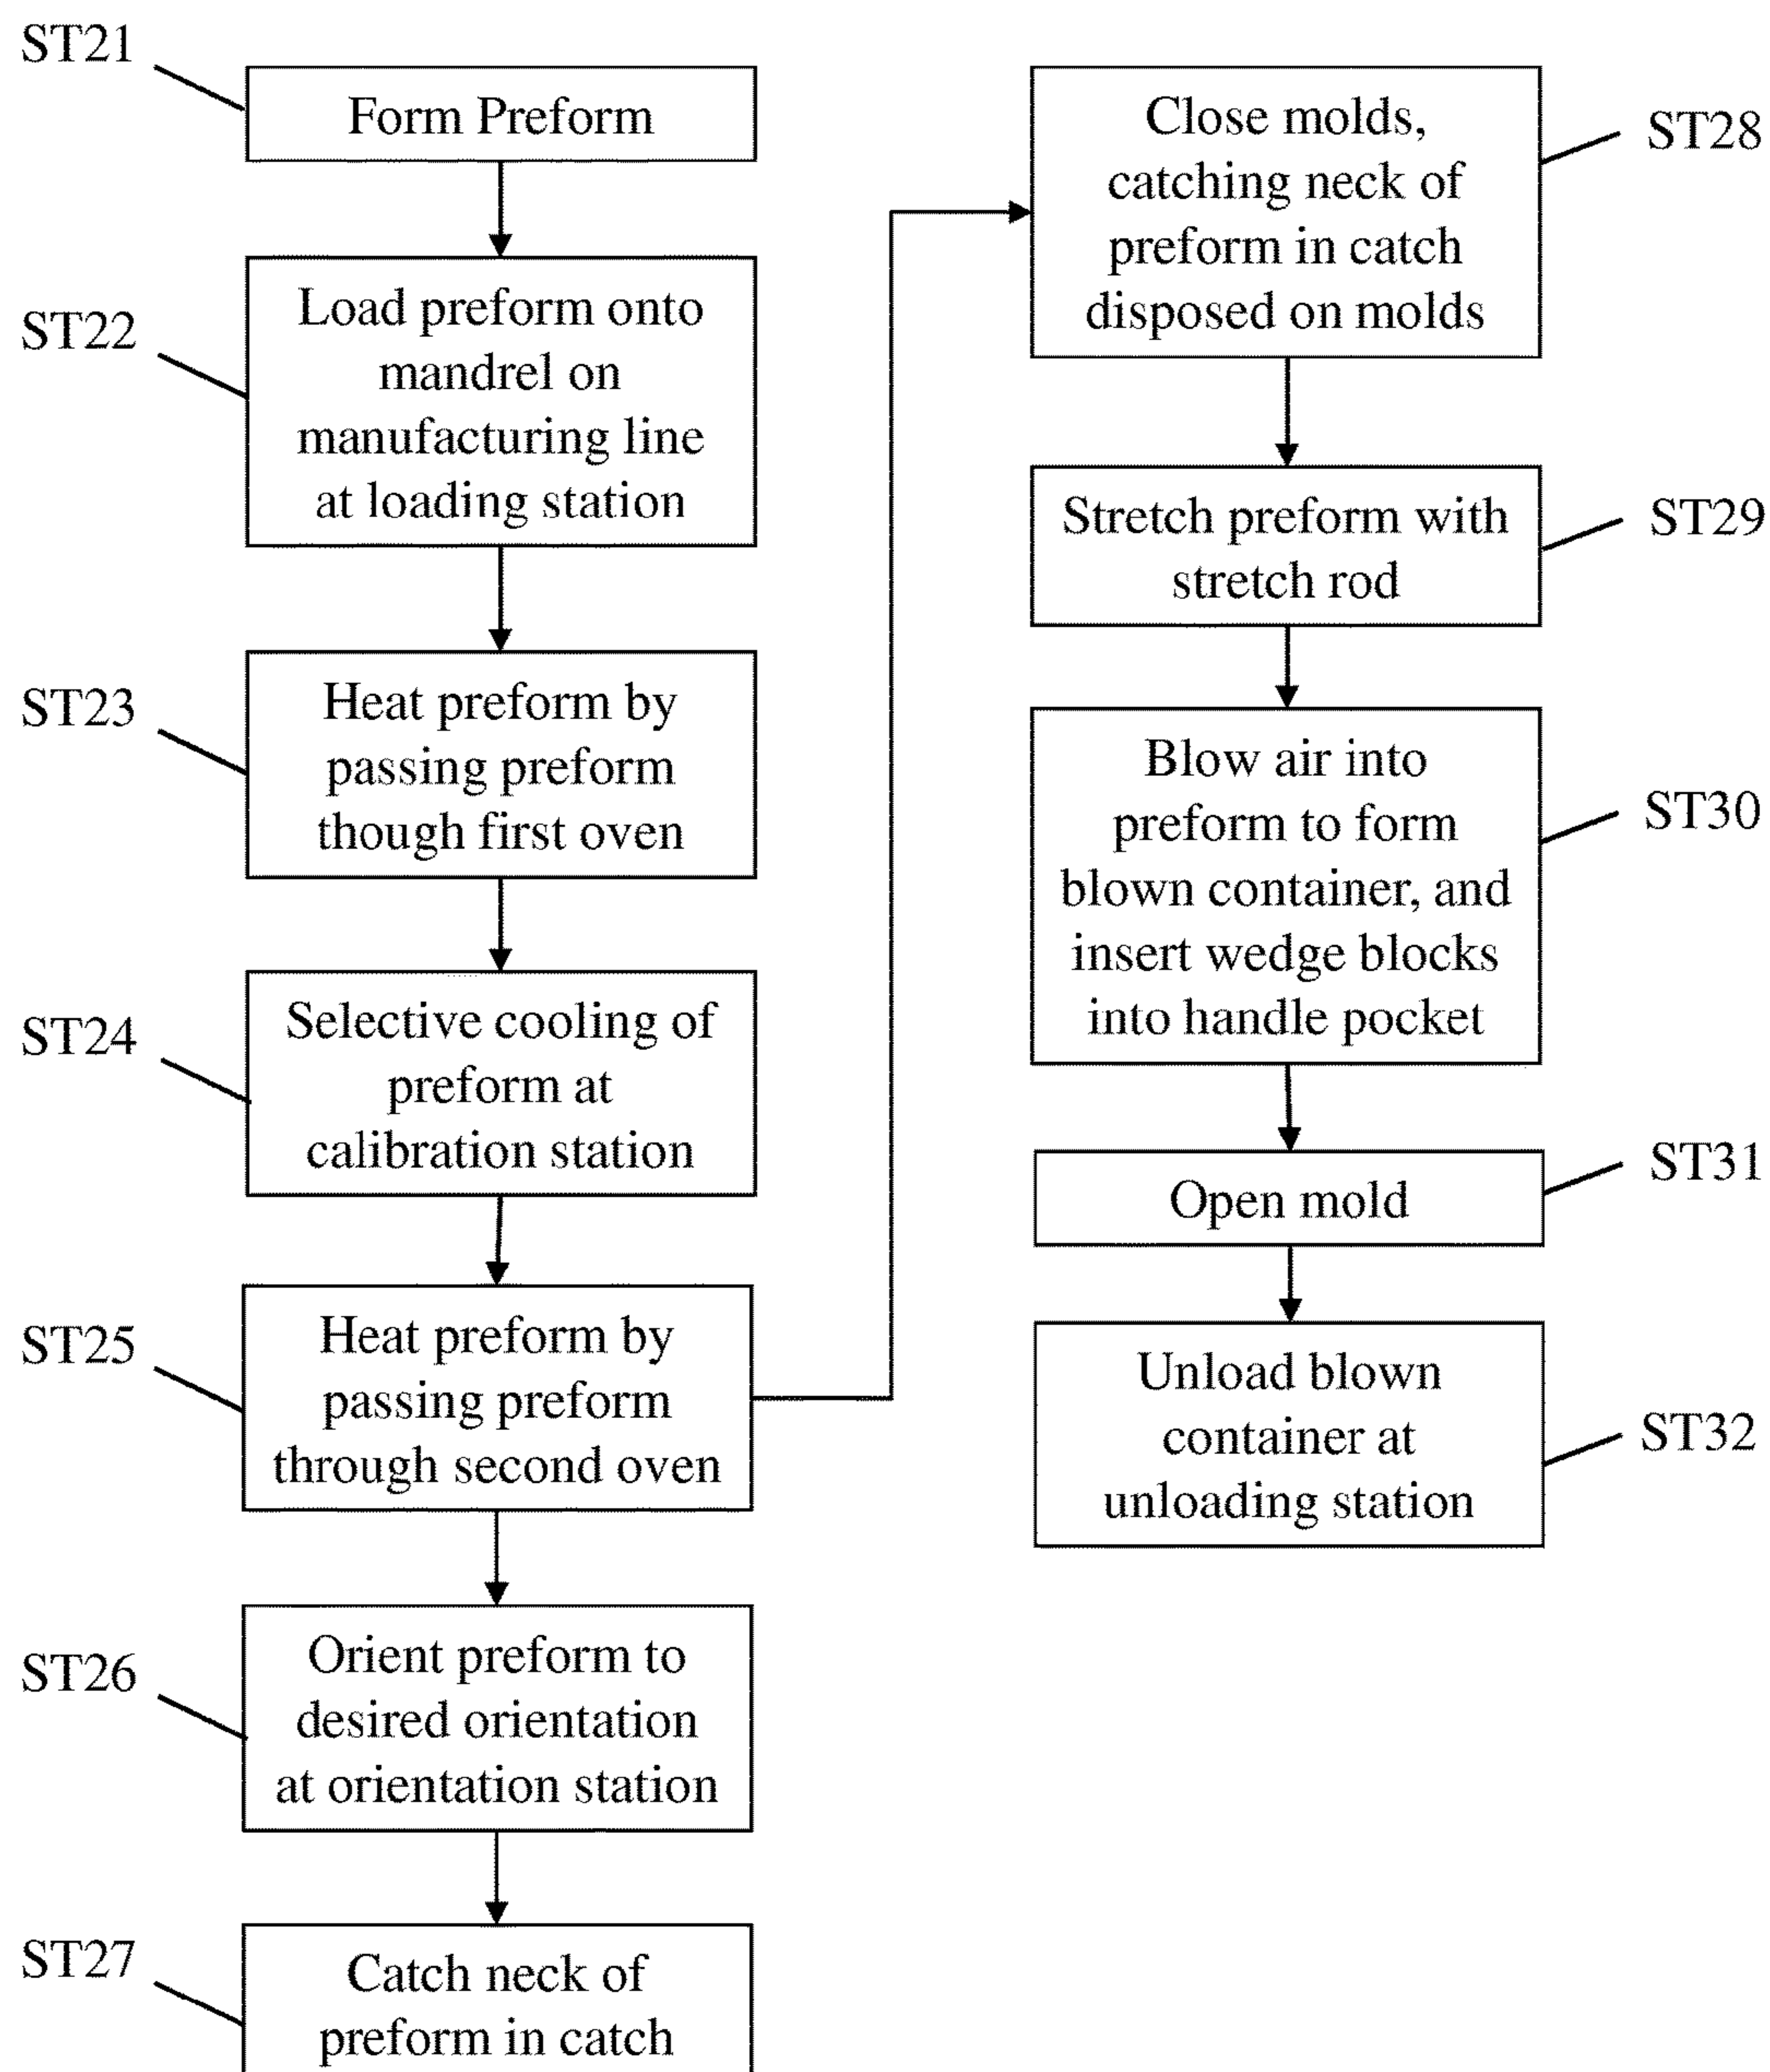 ST21
Form Preform
ST22
Load preform onto
mandrel on
manufacturing line
at loading station
ST23
Heat preform by
passing preform
though first oven
ST24
Selective cooling of
preform at
calibration station
ST25
Heat preform by
passing preform
through second oven
ST26
Orient preform to
desired orientation
at orientation station
ST27
Catch neck of
preform in catch
Close molds,
catching neck of
preform in catch
disposed on molds
ST28
Stretch preform with
stretch rod
ST29
Blow air into
preform to form
blown container, and
insert wedge blocks
into handle pocket
ST30
Open mold
ST31
Unload blown
container at
unloading station
ST32